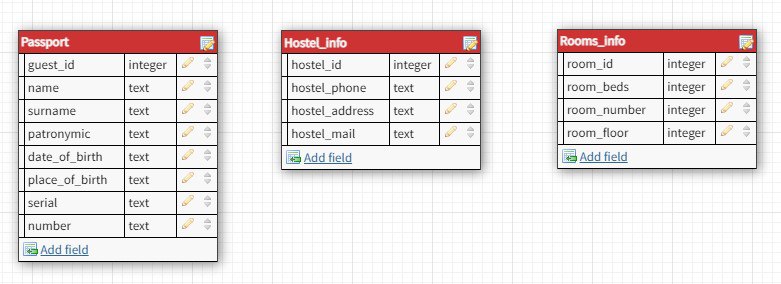 Passport
guest_id integer
name text
surname text
patronymic text
date_of_birth text
place_of_birth text
serial text
number text
Add field
Hostel_info
hostel_id integer
hostel_phone text
hostel_address text
hostel_mail text
Add field
Rooms_info
room_id integer
room_beds integer
room_number integer
room_floor integer
Add field